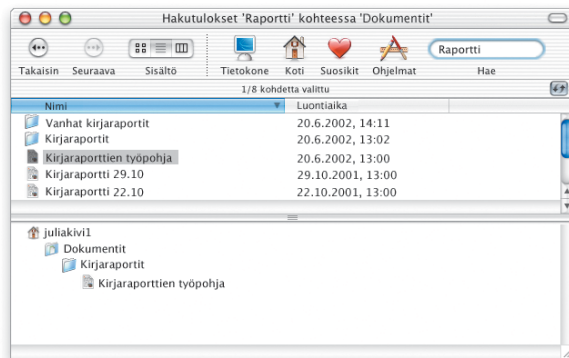 Hakutulokset 'Raportti' kohteessa 'Dokumentit'
Raportti
Takaisin Seuraava Sisältö Tietokone Koti Suosikit Ohjelmat Hae
1/8 kohdetta valittu
Nimi Luontiaika
Vanhat kirjaraportit 20.6.2002, 14:11
Kirjaraportit 20.6.2002, 13:02
Kirjaraporttien työpohja 20.6.2002, 13:00
Kirjaraportti 29.10 29.10.2001, 13:00
Kirjaraportti 22.10 22.10.2001, 13:00
juliakivi1
Dokumentit
Kirjaraportit
Kirjaraporttien työpohja